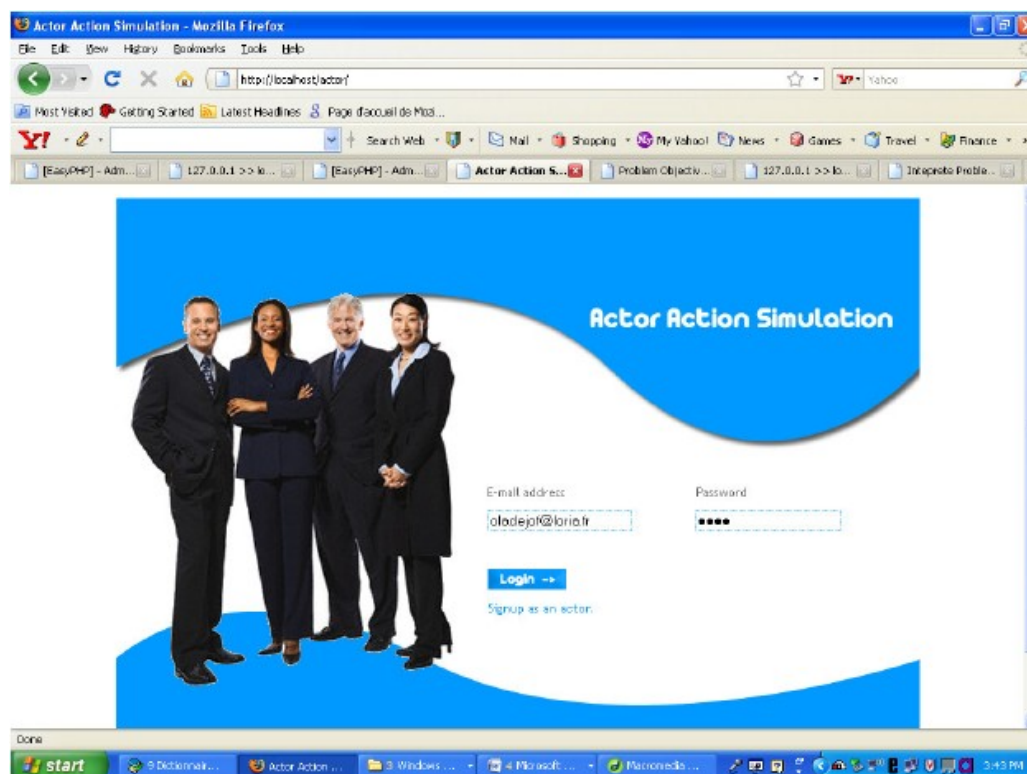 Actor Action Simulation - Mozilla Firefox
File Edit View History Bookmarks Tools Help
http://localhost/actor/ Yahoo
Most Visited Getting Started Latest Headlines Page d'accueil de Mozi...
Y! Search Web Mail Shopping My Yahoo! News Games Travel Finance
[EasyPHP] - Adm... 127.0.0.1 >> lo... [EasyPHP] - Adm... Actor Action S... Problem Objectiv... 127.0.0.1 >> lo... Inteprete Proble...
Actor Action Simulation
E-mail address Password
oladejof@loria.fr ••••
Login -->
Signup as an actor.
Done
start 9 Dictionnair... Actor Action ... 3 Windows ... 4 Microsoft ... Macromedia ... 3:43 PM